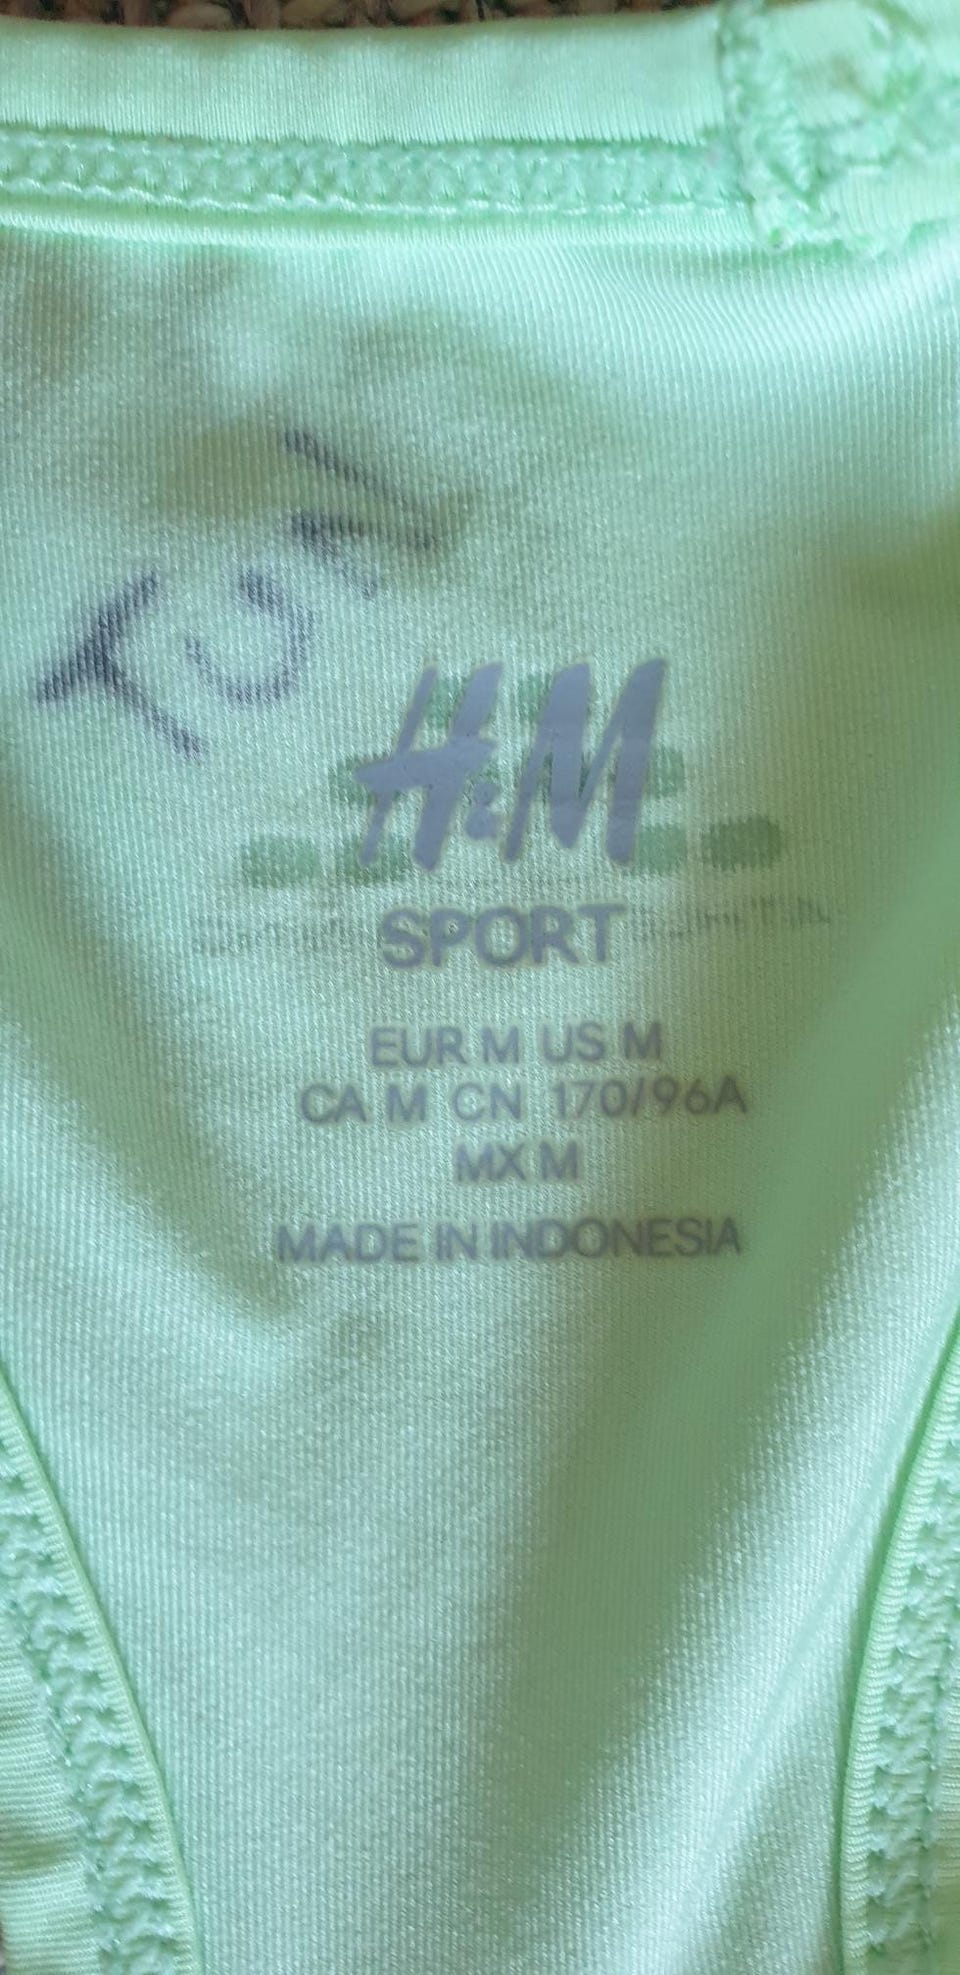 H&M
SPORT
EUR M US M
CA M CN 170/96A
MX M
MADE IN INDONESIA